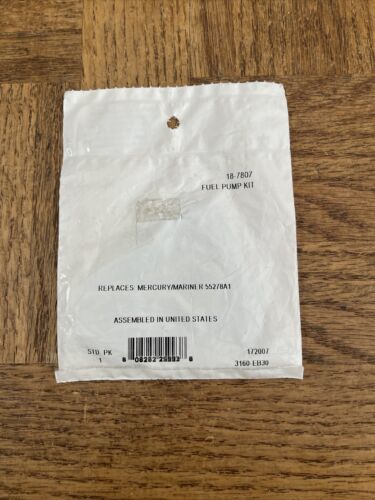 18-7807
FUEL PUMP KIT
REPLACES: MERCURY/MARINER 55278A1
ASSEMBLED IN UNITED STATES
STD. PK. 172007
1 3160-EB30